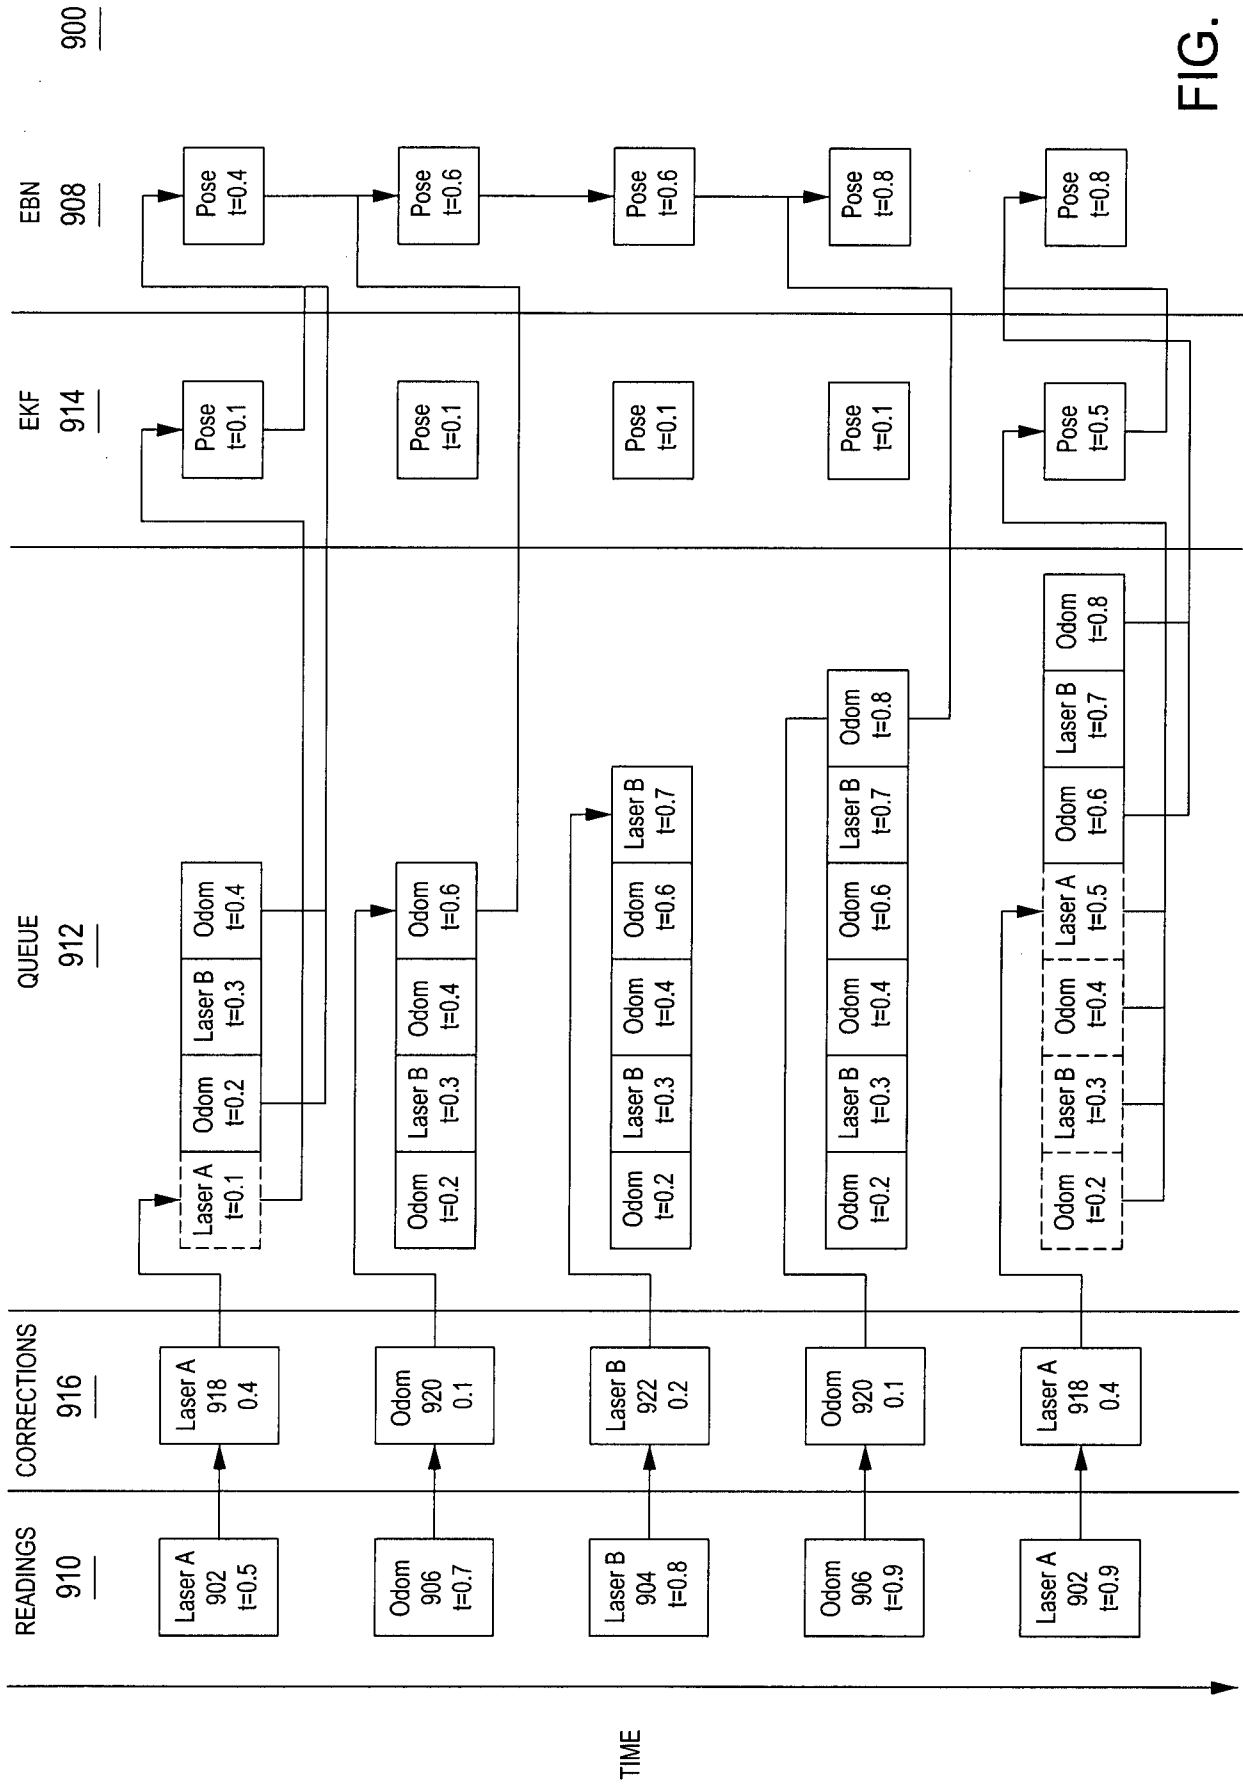 READINGS
910
CORRECTIONS
916
QUEUE
912
EKF
914
EBN
908
900
TIME
Laser A
902
t=0.5
Laser A
918
0.4
Laser A
t=0.1
Odom
t=0.2
Laser B
t=0.3
Odom
t=0.4
Pose
t=0.1
Pose
t=0.4
Odom
906
t=0.7
Odom
920
0.1
Odom
t=0.2
Laser B
t=0.3
Odom
t=0.4
Odom
t=0.6
Pose
t=0.1
Pose
t=0.6
Laser B
904
t=0.8
Laser B
922
0.2
Odom
t=0.2
Laser B
t=0.3
Odom
t=0.4
Odom
t=0.6
Laser B
t=0.7
Pose
t=0.1
Pose
t=0.6
Odom
906
t=0.9
Odom
920
0.1
Odom
t=0.2
Laser B
t=0.3
Odom
t=0.4
Odom
t=0.6
Laser B
t=0.7
Odom
t=0.8
Pose
t=0.1
Pose
t=0.8
Laser A
902
t=0.9
Laser A
918
0.4
Odom
t=0.2
Laser B
t=0.3
Odom
t=0.4
Laser A
t=0.5
Odom
t=0.6
Laser B
t=0.7
Odom
t=0.8
Pose
t=0.5
Pose
t=0.8
FIG.